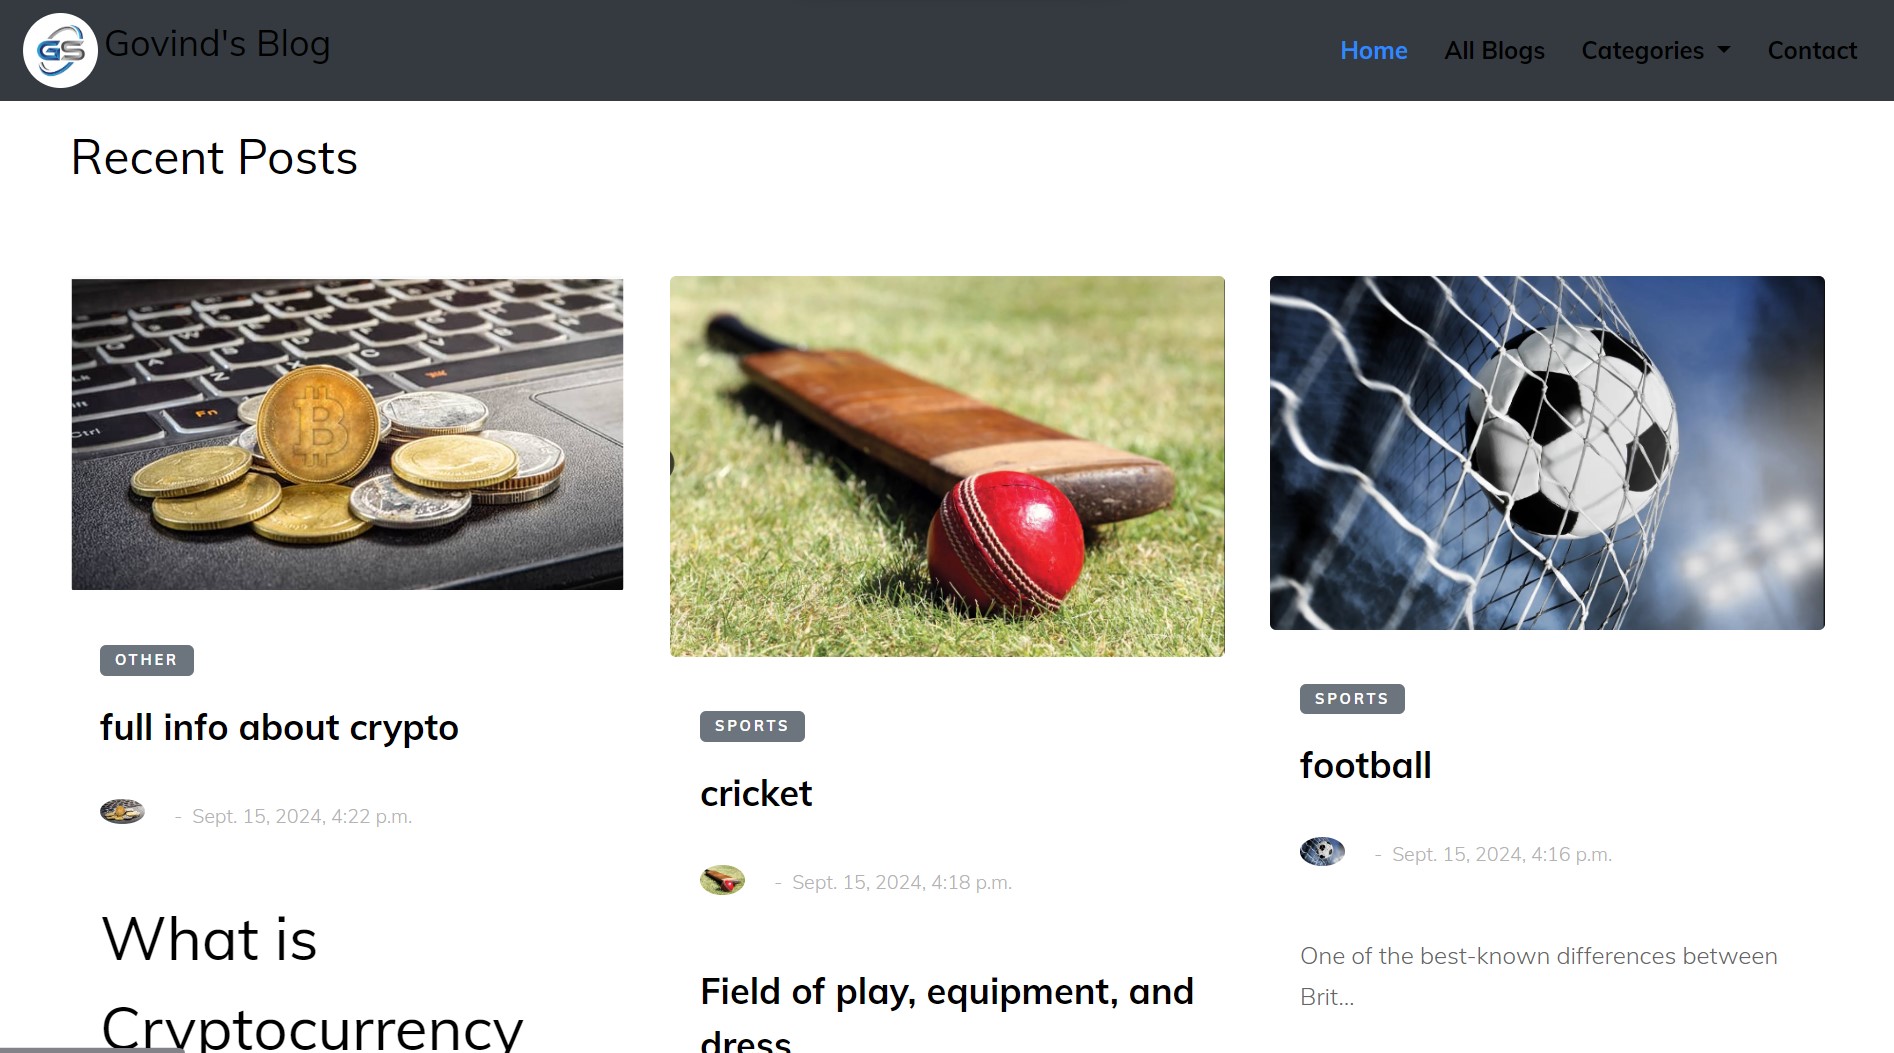 GS Govind's Blog
Home All Blogs Categories Contact
Recent Posts
OTHER
full info about crypto
- Sept. 15, 2024, 4:22 p.m.
What is
Cryptocurrency
SPORTS
cricket
- Sept. 15, 2024, 4:18 p.m.
Field of play, equipment, and
dress
SPORTS
football
- Sept. 15, 2024, 4:16 p.m.
One of the best-known differences between
Brit...